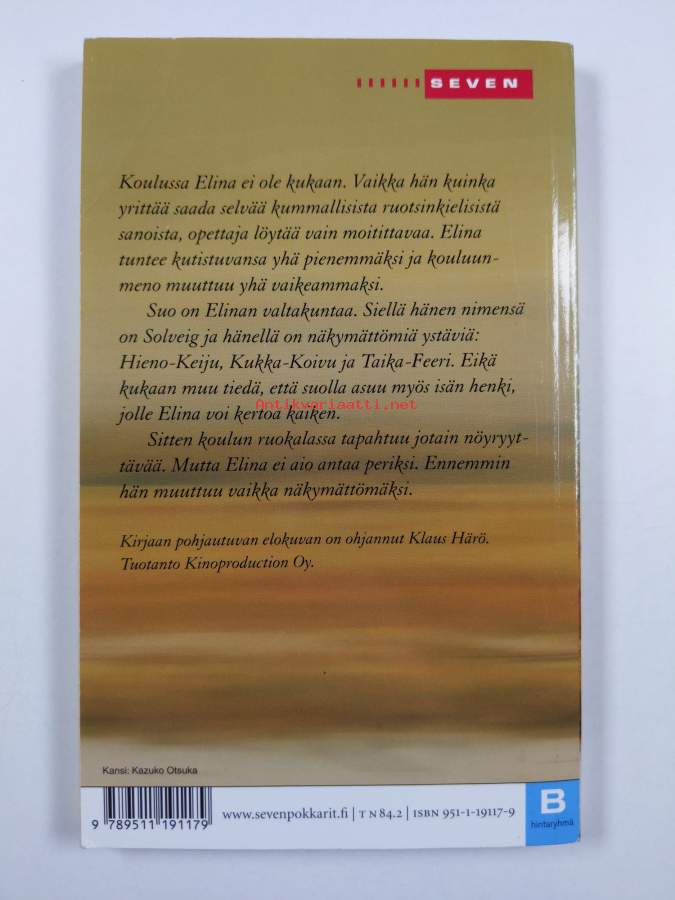 SEVEN
Koulussa Elina ei ole kukaan. Vaikka hän kuinka
yrittää saada selvää kummallisista ruotsinkielisistä
sanoista, opettaja löytää vain moitittavaa. Elina
tuntee kutistuvansa yhä pienemmäksi ja kouluun-
meno muuttuu yhä vaikeammaksi.
Suo on Elinan valtakuntaa. Siellä hänen nimensä
on Solveig ja hänellä on näkymättömiä ystäviä:
Hieno-Keiju, Kukka-Koivu ja Taika-Feeri. Eikä
kukaan muu tiedä, että suolla asuu myös isän henki,
jolle Elina voi kertoa kaiken.
Antikvariaatti.net
Sitten koulun ruokalassa tapahtuu jotain nöyryyt-
tävää. Mutta Elina ei aio antaa periksi. Ennemmin
hän muuttuu vaikka näkymättömäksi.
Kirjaan pohjautuvan elokuvan on ohjannut Klaus Härö.
Tuotanto Kinoproduction Oy.
Kansi: Kazuko Otsuka
9 789511 191179
www.sevenpokkarit.fi | T N 84.2 | ISBN 951-1-19117-9
B
hintaryhmä